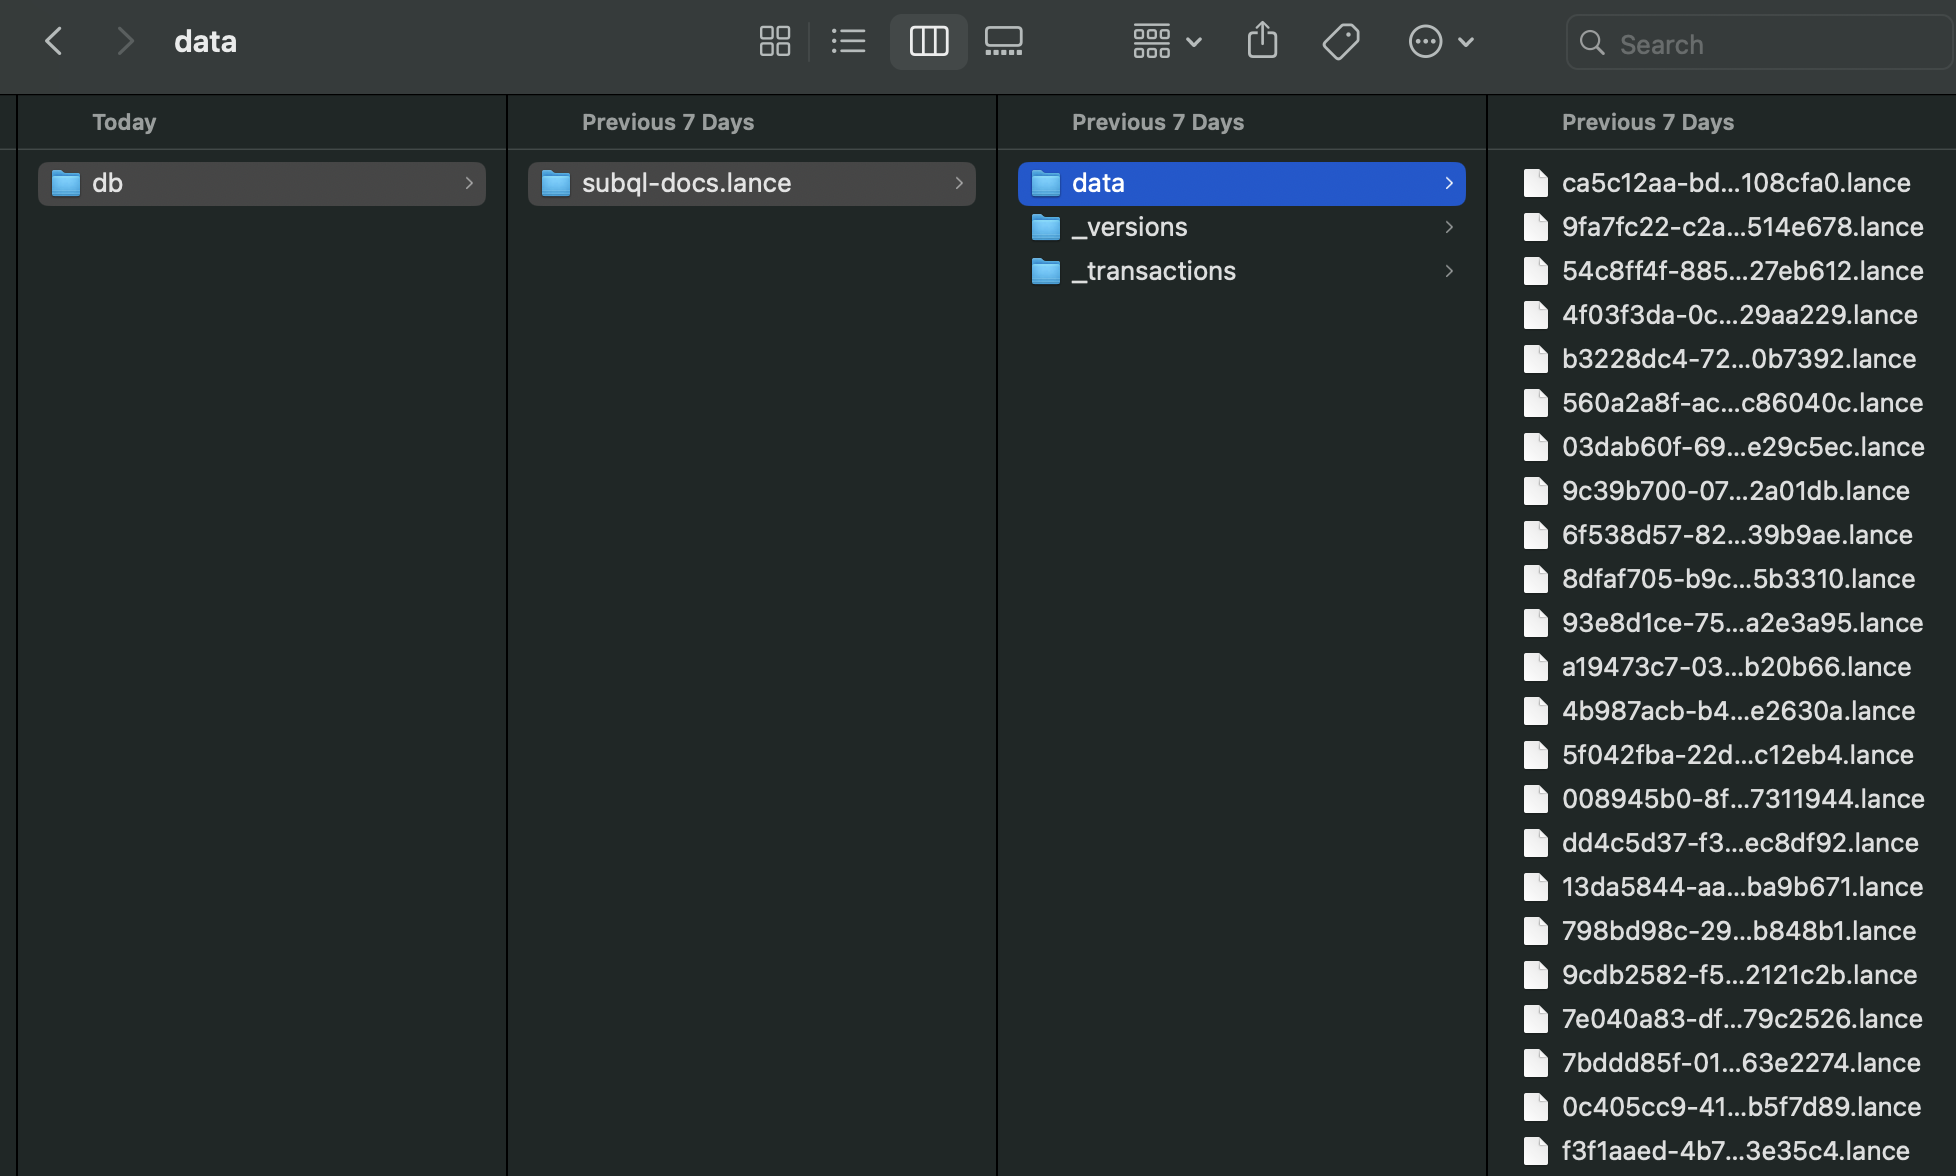 data
Search
Today
db
Previous 7 Days
subql-docs.lance
Previous 7 Days
data
_versions
_transactions
Previous 7 Days
ca5c12aa-bd...108cfa0.lance
9fa7fc22-c2a...514e678.lance
54c8ff4f-885...27eb612.lance
4f03f3da-0c...29aa229.lance
b3228dc4-72...0b7392.lance
560a2a8f-ac...c86040c.lance
03dab60f-69...e29c5ec.lance
9c39b700-07...2a01db.lance
6f538d57-82...39b9ae.lance
8dfaf705-b9c...5b3310.lance
93e8d1ce-75...a2e3a95.lance
a19473c7-03...b20b66.lance
4b987acb-b4...e2630a.lance
5f042fba-22d...c12eb4.lance
008945b0-8f...7311944.lance
dd4c5d37-f3...ec8df92.lance
13da5844-aa...ba9b671.lance
798bd98c-29...b848b1.lance
9cdb2582-f5...2121c2b.lance
7e040a83-df...79c2526.lance
7bddd85f-01...63e2274.lance
0c405cc9-41...b5f7d89.lance
f3f1aaed-4b7...3e35c4.lance